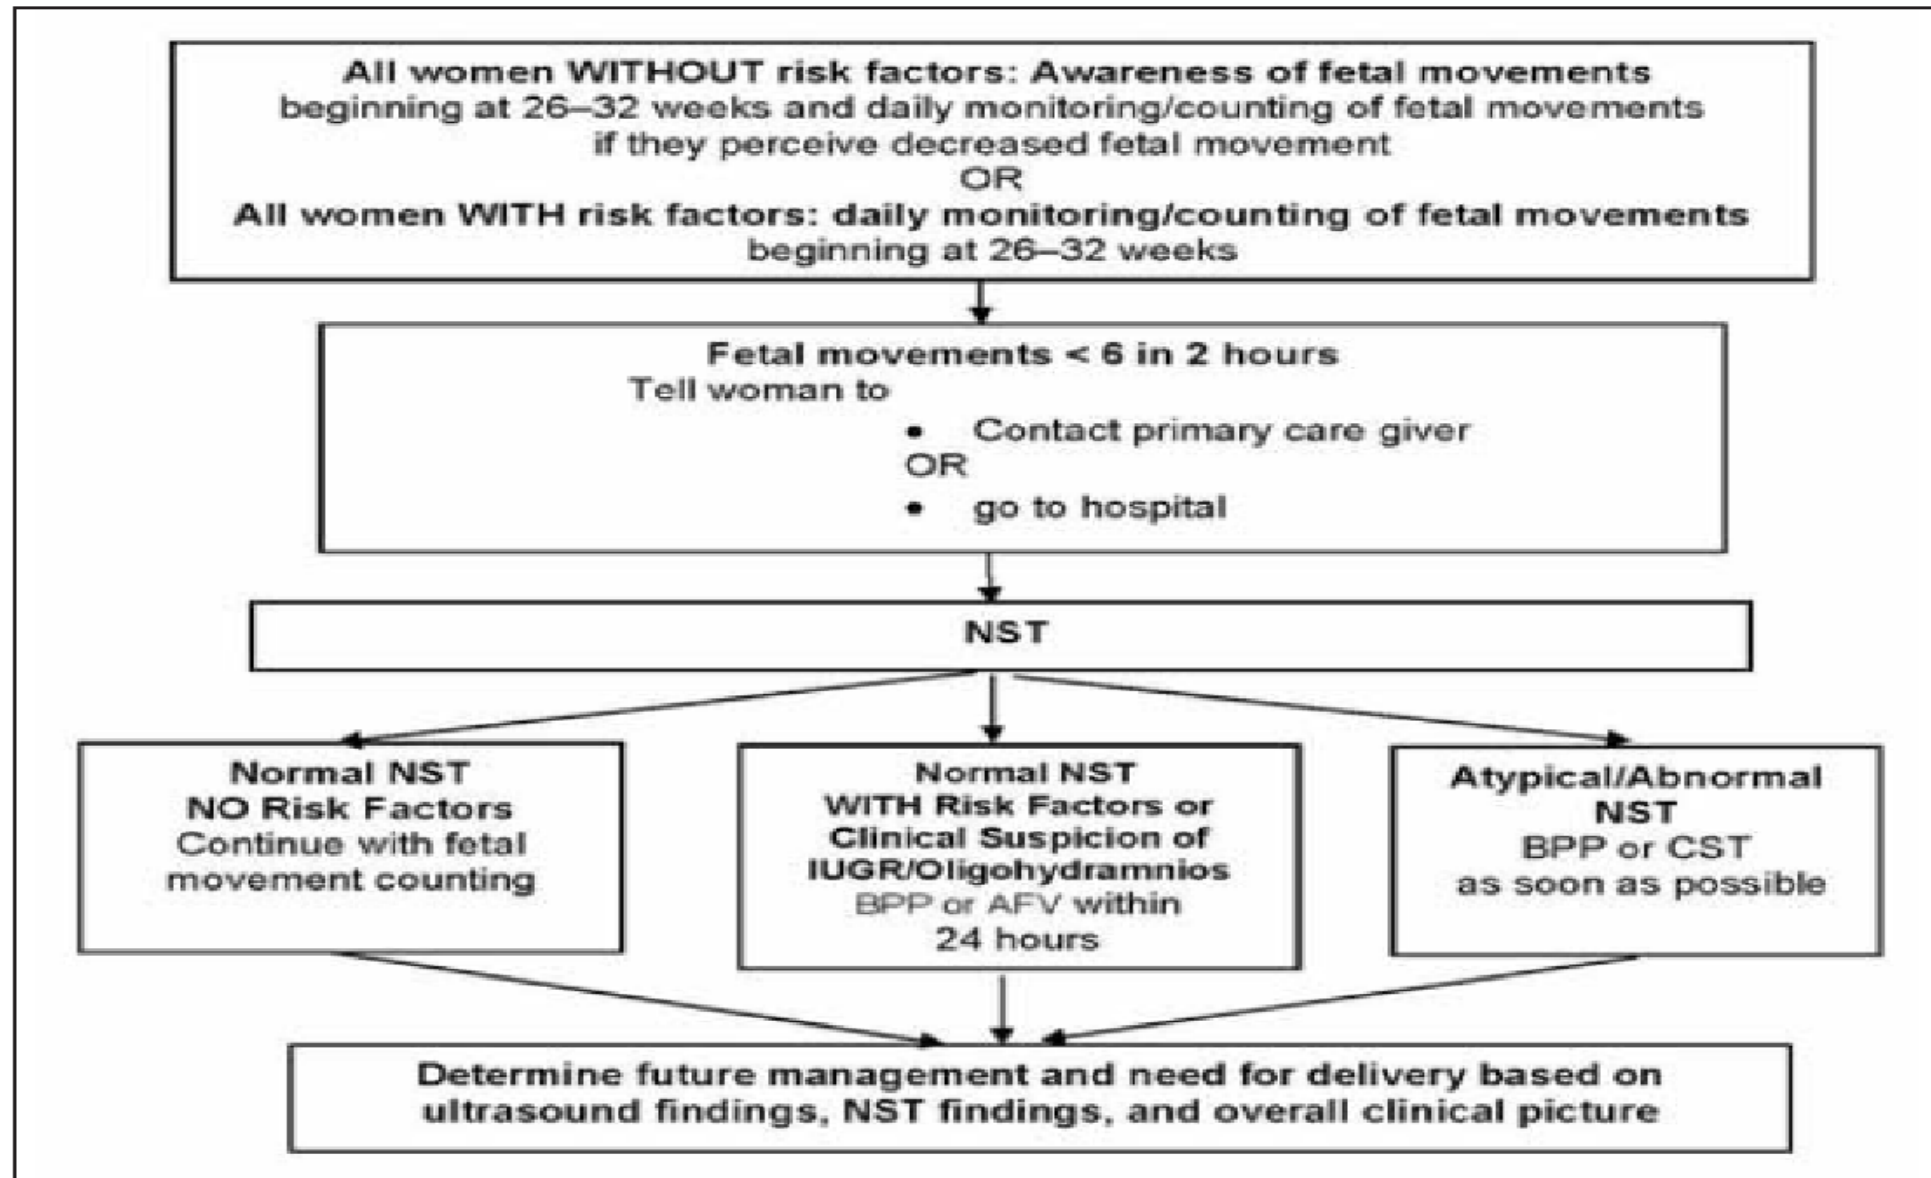 All women WITHOUT risk factors: Awareness of fetal movements
beginning at 26–32 weeks and daily monitoring/counting of fetal movements
if they perceive decreased fetal movement
OR
All women WITH risk factors: daily monitoring/counting of fetal movements
beginning at 26–32 weeks
Fetal movements < 6 in 2 hours
Tell woman to
• Contact primary care giver
OR
• go to hospital
NST
Normal NST
NO Risk Factors
Continue with fetal
movement counting
Normal NST
WITH Risk Factors or
Clinical Suspicion of
IUGR/Oligohydramnios
BPP or AFV within
24 hours
Atypical/Abnormal
NST
BPP or CST
as soon as possible
Determine future management and need for delivery based on
ultrasound findings, NST findings, and overall clinical picture